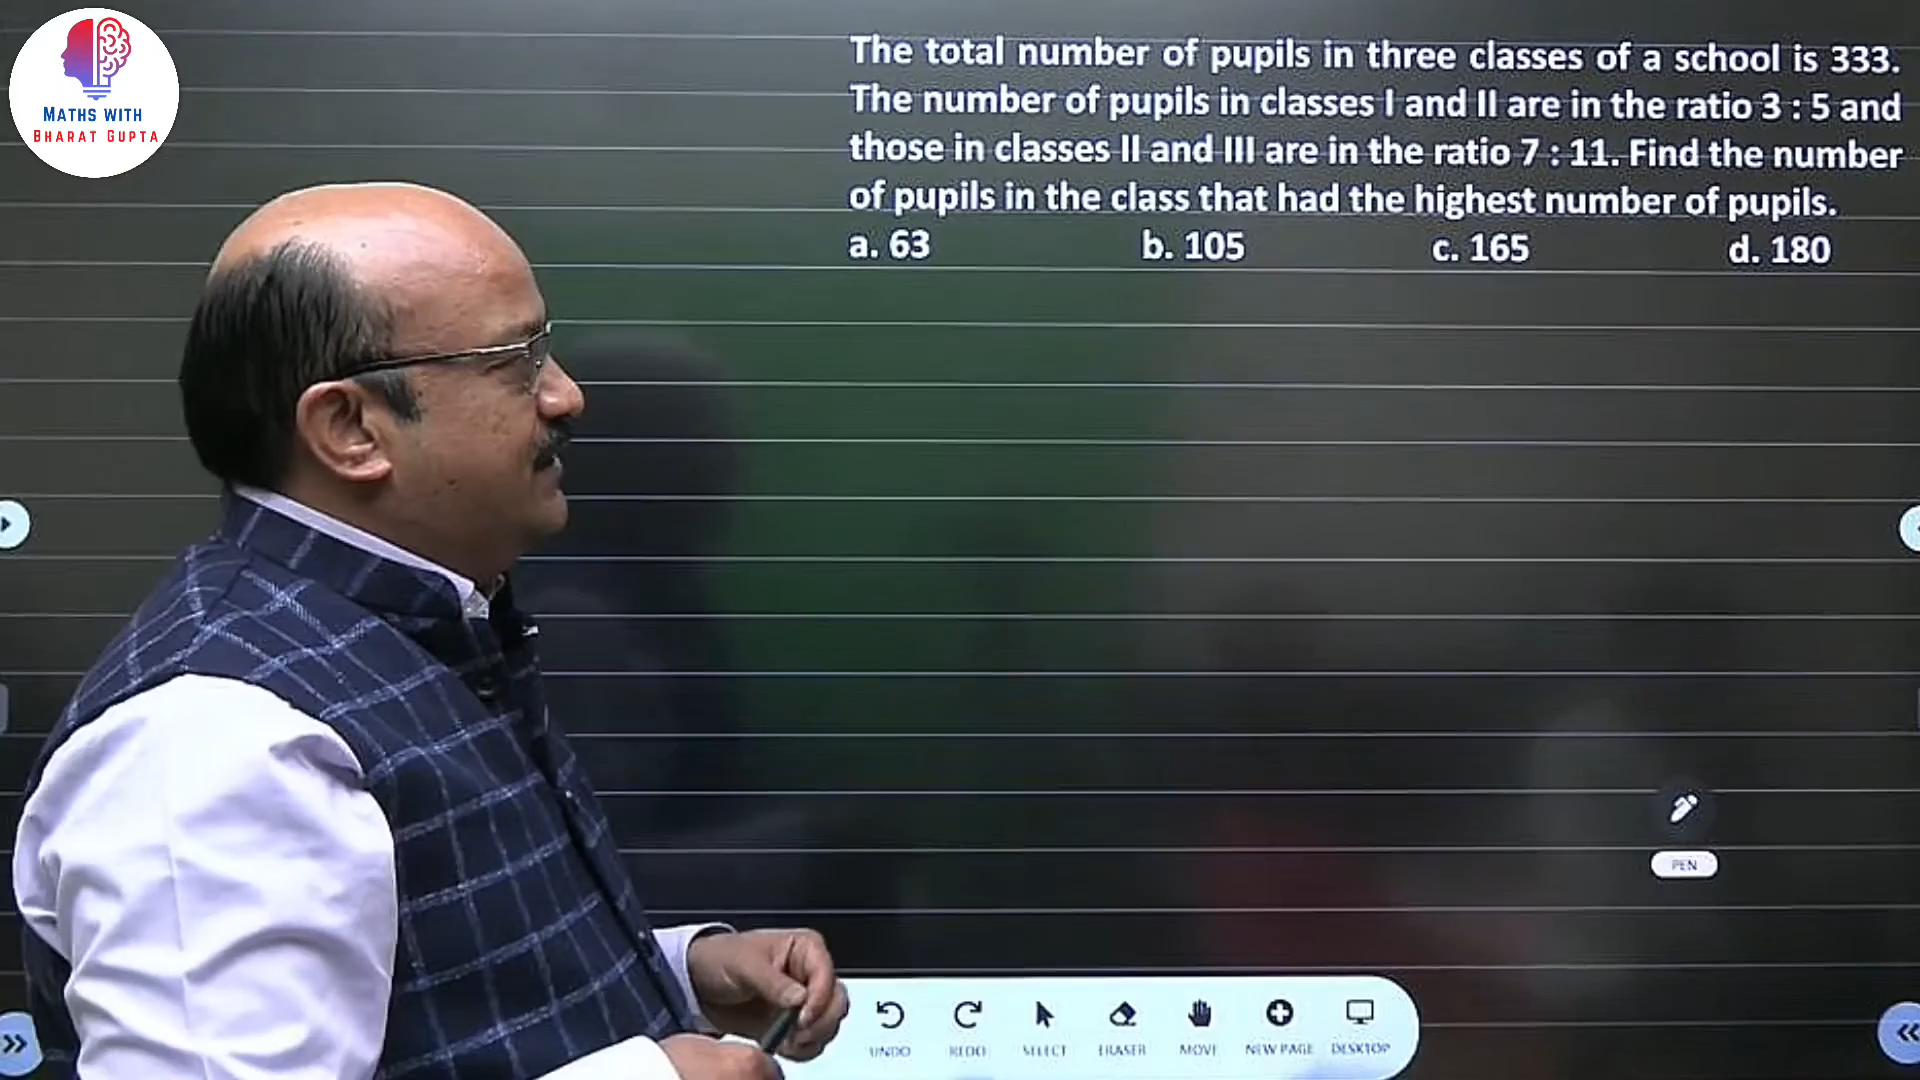 MATHS WITH
BHARAT GUPTA
The total number of pupils in three classes of a school is 333.
The number of pupils in classes I and II are in the ratio 3 : 5 and
those in classes II and III are in the ratio 7 : 11. Find the number
of pupils in the class that had the highest number of pupils.
a. 63 b. 105 c. 165 d. 180
PEN
UNDO REDO SELECT ERASER MOVE NEW PAGE DESKTOP